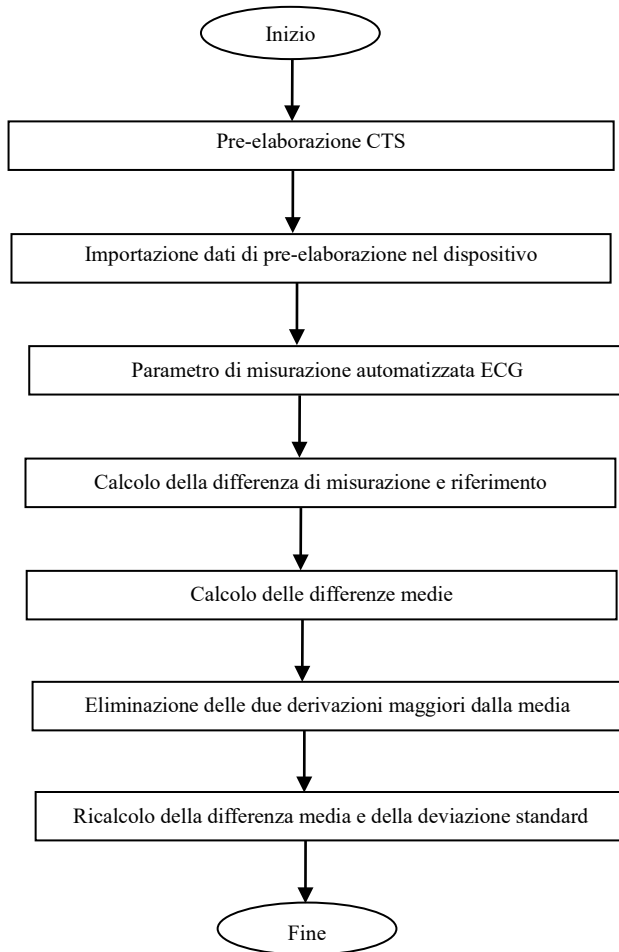 Inizio
Pre-elaborazione CTS
Importazione dati di pre-elaborazione nel dispositivo
Parametro di misurazione automatizzata ECG
Calcolo della differenza di misurazione e riferimento
Calcolo delle differenze medie
Eliminazione delle due derivazioni maggiori dalla media
Ricalcolo della differenza media e della deviazione standard
Fine